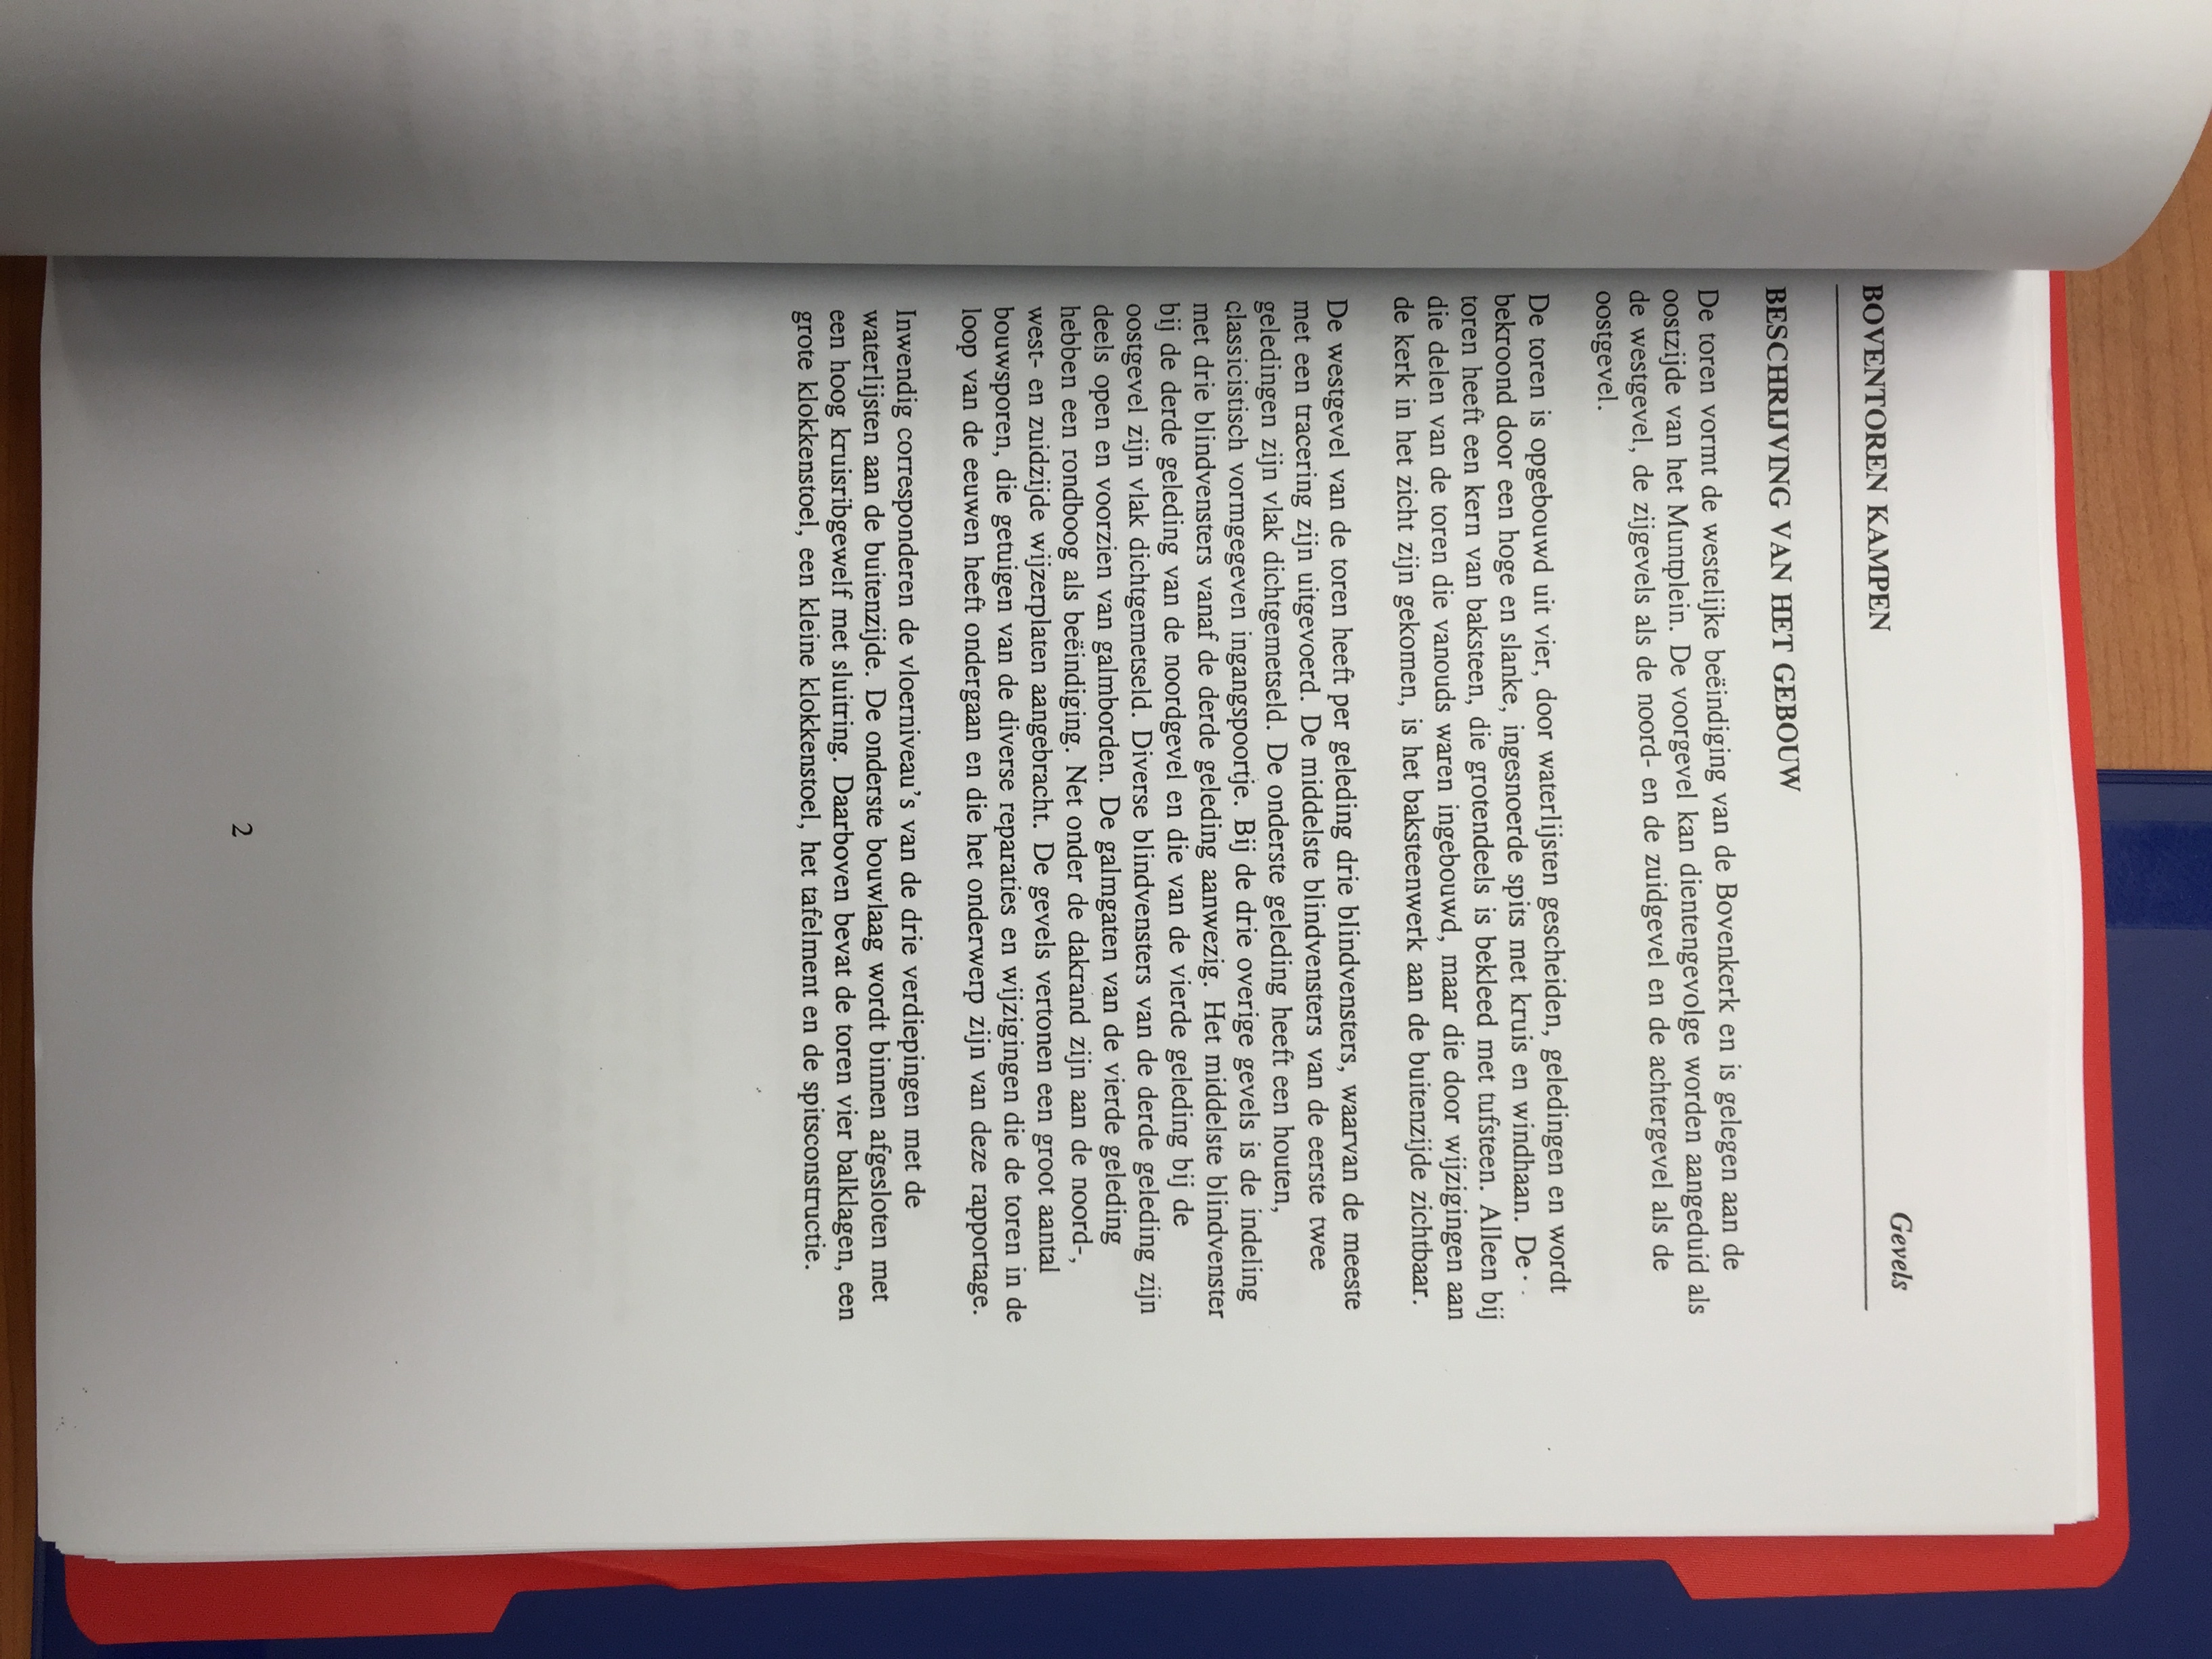 BOVENTOREN KAMPEN
Gevels
BESCHRIJVING VAN HET GEBOUW
De toren vormt de westelijke beëindiging van de Bovenkerk en is gelegen aan de
oostzijde van het Muntplein. De voorgevel kan dientengevolge worden aangeduid als
de westgevel, de zijgevels als de noord- en de zuidgevel en de achtergevel als de
oostgevel.
De toren is opgebouwd uit vier, door waterlijsten gescheiden, geledingen en wordt
bekroond door een hoge en slanke, ingesnoerde spits met kruis en windhaan. De
toren heeft een kern van baksteen, die grotendeels is bekleed met tufsteen. Alleen bij
die delen van de toren die vanouds waren ingebouwd, maar die door wijzigingen aan
de kerk in het zicht zijn gekomen, is het baksteenwerk aan de buitenzijde zichtbaar.
De westgevel van de toren heeft per geleding drie blindvensters, waarvan de meeste
met een tracering zijn uitgevoerd. De middelste blindvensters van de eerste twee
geledingen zijn vlak dichtgemetseld. De onderste geleding heeft een houten,
classicistisch vormgegeven ingangspoortje. Bij de drie overige gevels is de indeling
met drie blindvensters vanaf de derde geleding aanwezig. Het middelste blindvenster
bij de derde geleding van de noordgevel en die van de vierde geleding bij de
oostgevel zijn vlak dichtgemetseld. Diverse blindvensters van de derde geleding zijn
deels open en voorzien van galmborden. De galmgaten van de vierde geleding
hebben een rondboog als beëindiging. Net onder de dakrand zijn aan de noord-,
west- en zuidzijde wijzerplaten aangebracht. De gevels vertonen een groot aantal
bouwsporen, die getuigen van de diverse reparaties en wijzigingen die de toren in de
loop van de eeuwen heeft ondergaan en die het onderwerp zijn van deze rapportage.
Inwendig corresponderen de vloerniveau's van de drie verdiepingen met de
waterlijsten aan de buitenzijde. De onderste bouwlaag wordt binnen afgesloten met
een hoog kruisribgewelf met sluitring. Daarboven bevat de toren vier balklagen, een
grote klokkenstoel, een kleine klokkenstoel, het tafelment en de spitsconstructie.
2